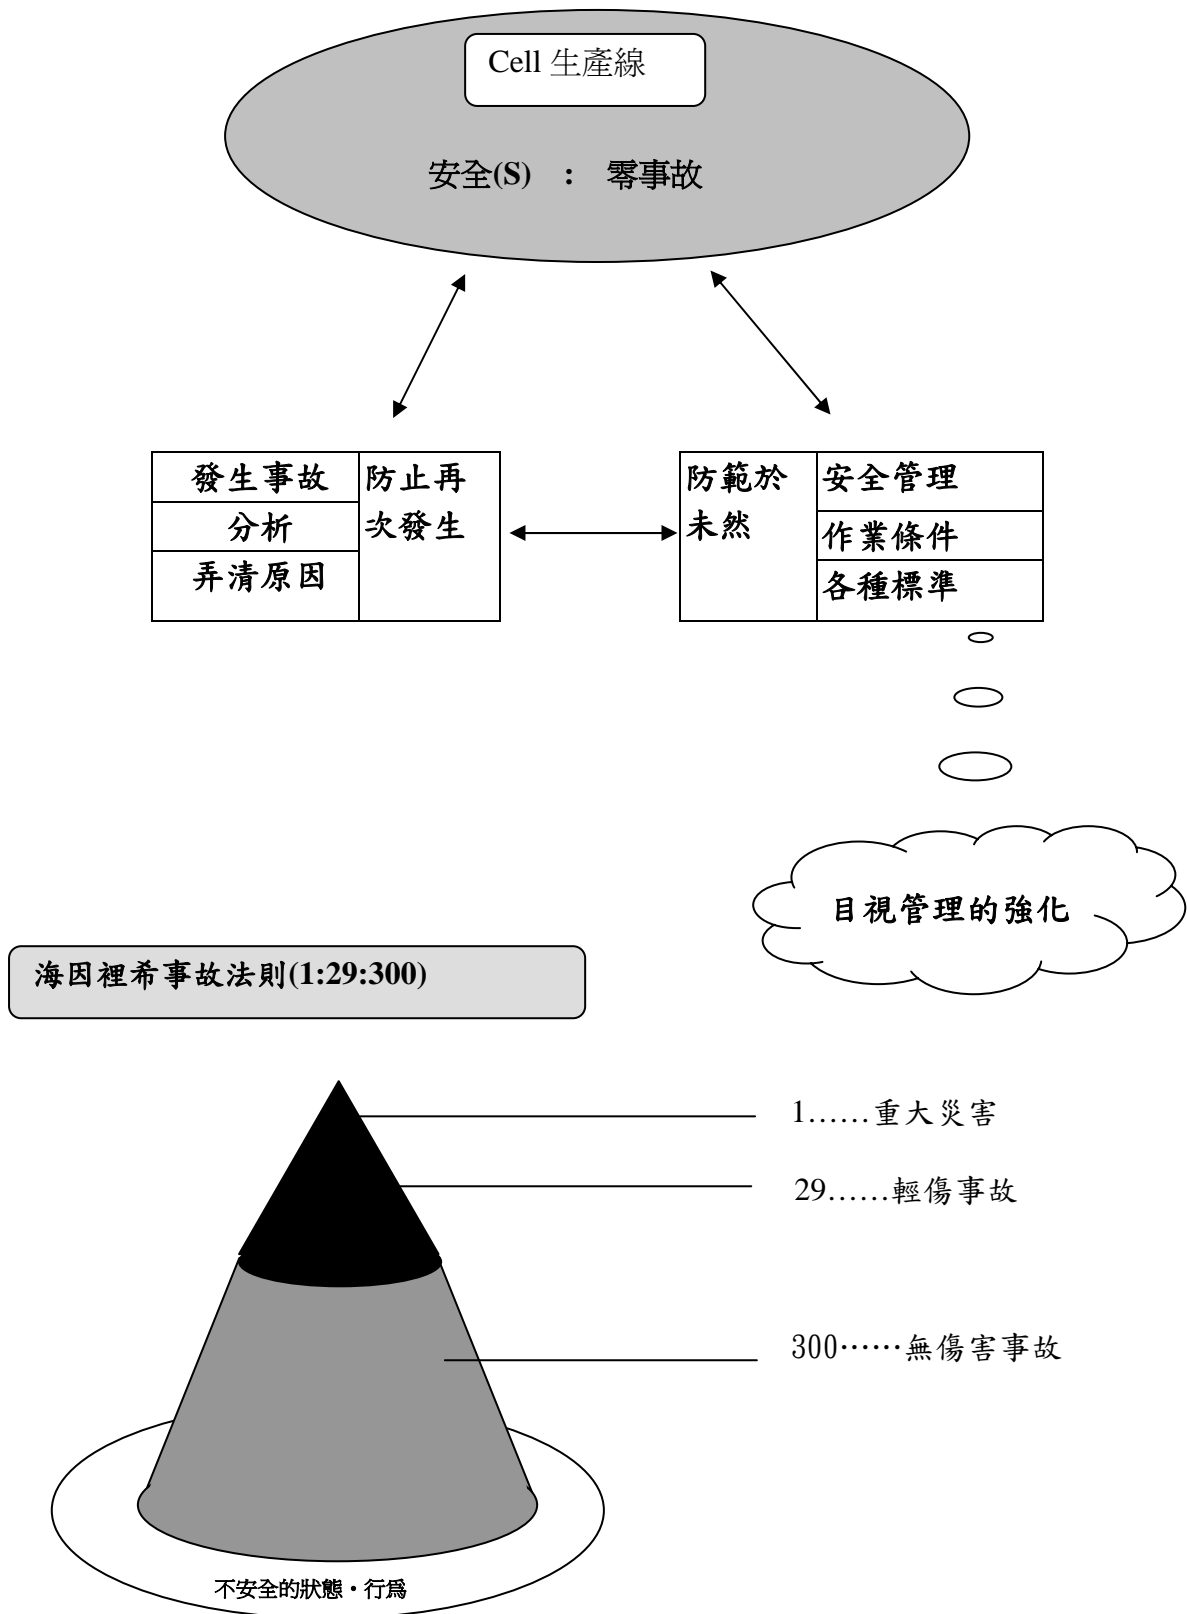 Cell 生產線
安全(S) : 零事故
發生事故
分析
弄清原因
防止再
次發生
防範於
未然
安全管理
作業條件
各種標準
目視管理的強化
海因裡希事故法則(1:29:300)
1……重大災害
29……輕傷事故
300……無傷害事故
不安全的狀態・行為